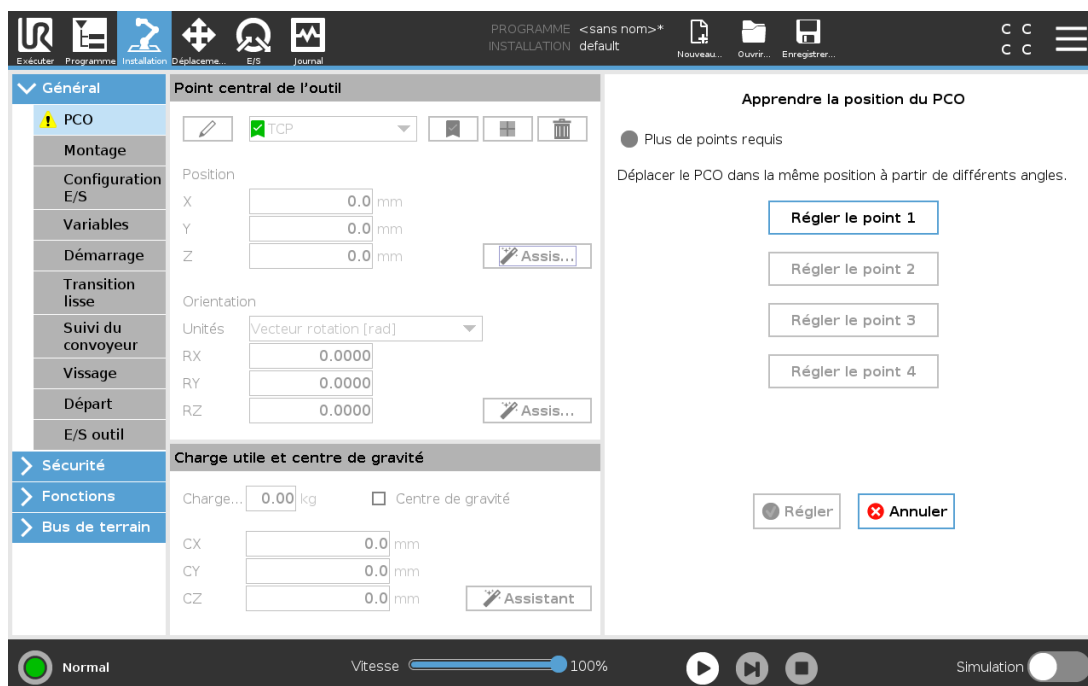 PROGRAMME <sans nom>*
INSTALLATION default
UR
Exécuter
Programme
Installation
Déplaceme...
E/S
Journal
Nouveau...
Ouvrir...
Enregistrer...
C C
C C
Général
PCO
Montage
Configuration
E/S
Variables
Démarrage
Transition
lisse
Suivi du
convoyeur
Vissage
Départ
E/S outil
Sécurité
Fonctions
Bus de terrain
Point central de l'outil
TCP
Position
X 0.0 mm
Y 0.0 mm
Z 0.0 mm Assis...
Orientation
Unités Vecteur rotation [rad]
RX 0.0000
RY 0.0000
RZ 0.0000 Assis...
Charge utile et centre de gravité
Charge... 0.00 kg Centre de gravité
CX 0.0 mm
CY 0.0 mm
CZ 0.0 mm Assistant
Apprendre la position du PCO
Plus de points requis
Déplacer le PCO dans la même position à partir de différents angles.
Régler le point 1
Régler le point 2
Régler le point 3
Régler le point 4
Régler Annuler
Normal Vitesse 100% Simulation